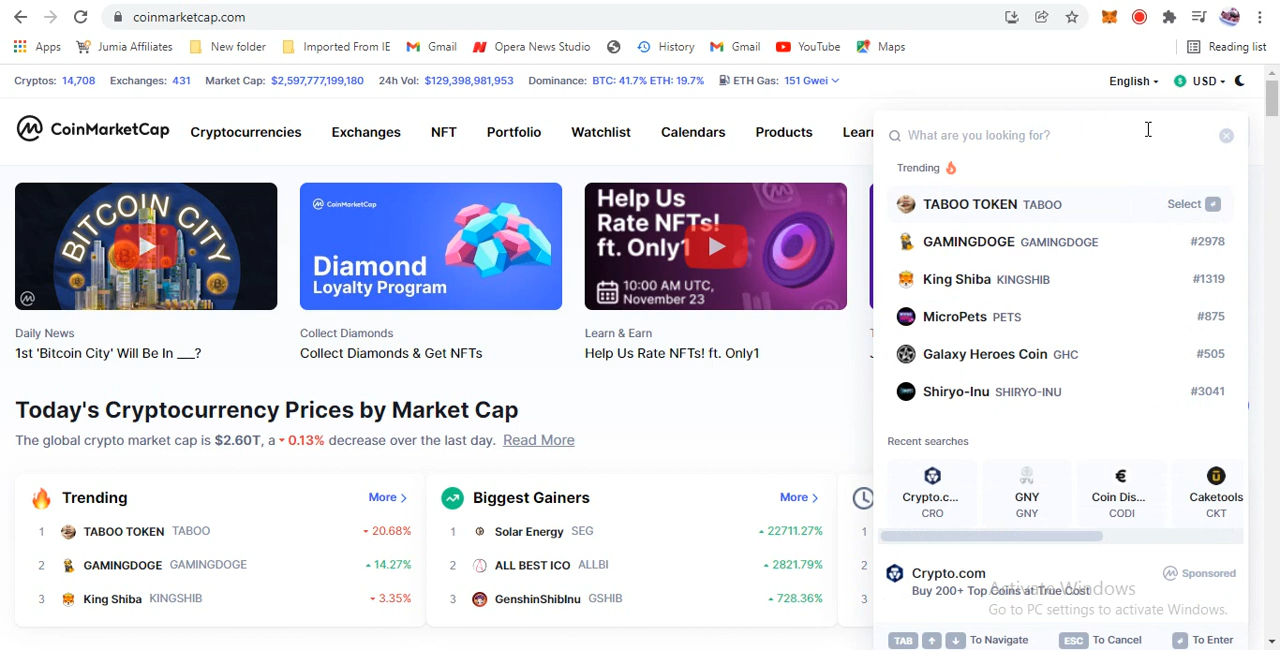 coinmarketcap.com
Apps Jumia Affiliates New folder Imported From IE Gmail Opera News Studio History Gmail YouTube Maps Reading list
Cryptos: 14,708 Exchanges: 431 Market Cap: $2,597,777,199,180 24h Vol: $129,398,981,953 Dominance: BTC: 41.7% ETH: 19.7% ETH Gas: 151 Gwei English USD
CoinMarketCap Cryptocurrencies Exchanges NFT Portfolio Watchlist Calendars Products Learn
What are you looking for?
Trending
TABOO TOKEN TABOO Select
GAMINGDOGE GAMINGDOGE #2978
King Shiba KINGSHIB #1319
MicroPets PETS #875
Galaxy Heroes Coin GHC #505
Shiryo-Inu SHIRYO-INU #3041
Recent searches
Crypto.c... GNY Coin Dis... Caketools
CRO GNY CODI CKT
Crypto.com Sponsored
Buy 200+ Top Coins at True Cost
Activate Windows
Go to PC settings to activate Windows.
TAB To Navigate ESC To Cancel To Enter
BITCOIN CITY
CoinMarketCap
Diamond
Loyalty Program
Help Us
Rate NFTs!
ft. Only1
10:00 AM UTC,
November 23
Daily News
1st 'Bitcoin City' Will Be In ___?
Collect Diamonds
Collect Diamonds & Get NFTs
Learn & Earn
Help Us Rate NFTs! ft. Only1
Today's Cryptocurrency Prices by Market Cap
The global crypto market cap is $2.60T, a 0.13% decrease over the last day. Read More
Trending More
1 TABOO TOKEN TABOO 20.68%
2 GAMINGDOGE GAMINGDOGE 14.27%
3 King Shiba KINGSHIB 3.35%
Biggest Gainers More
1 Solar Energy SEG 22711.27%
2 ALL BEST ICO ALLBI 2821.79%
3 GenshinShibInu GSHIB 728.36%
1
2
3